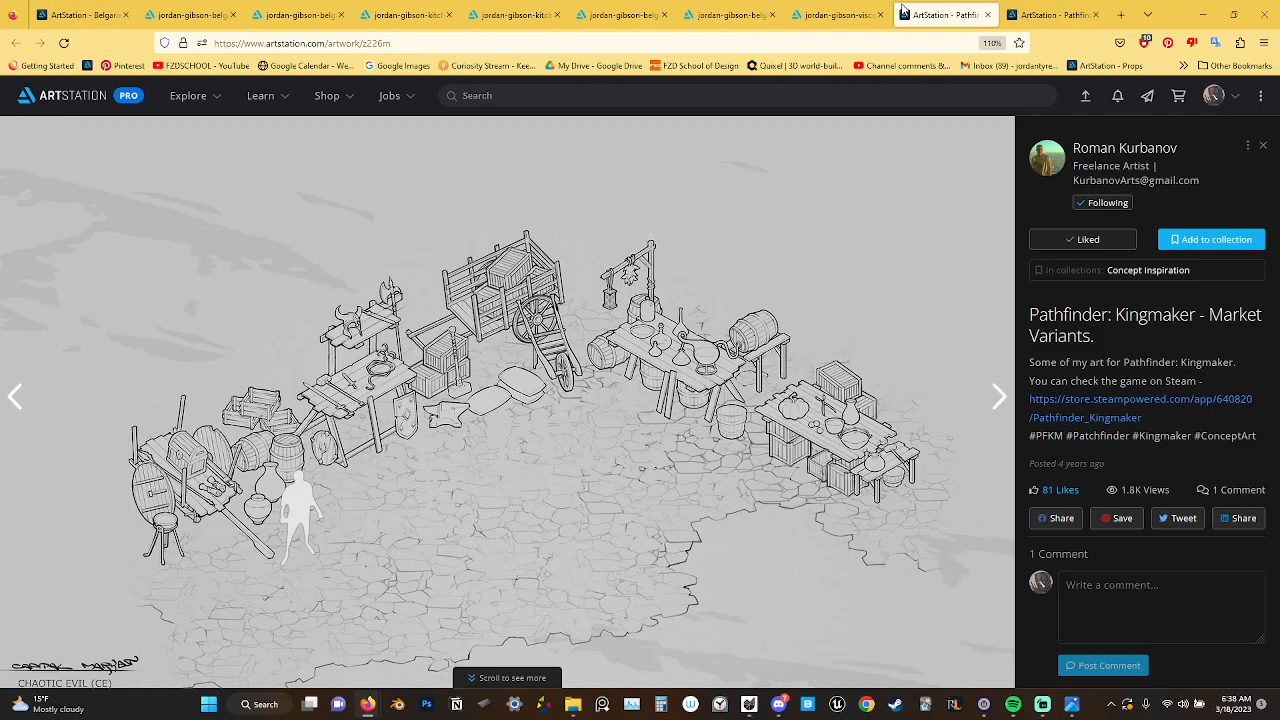 ArtStation - Belgari
jordan-gibson-belg
jordan-gibson-belg
jordan-gibson-kitch
jordan-gibson-kitch
jordan-gibson-belg
jordan-gibson-belg
jordan-gibson-visco
ArtStation - Pathfi
ArtStation - Pathfin
https://www.artstation.com/artwork/z226m
110%
10
Getting Started
Pinterest
FZDSCHOOL - YouTube
Google Calendar - We...
Google Images
Curiosity Stream - Kee...
My Drive - Google Drive
FZD School of Design
Quixel | 3D world-buil...
Channel comments &...
Inbox (89) - jordantyre...
ArtStation - Props
Other Bookmarks
ARTSTATION
PRO
Explore
Learn
Shop
Jobs
Search
Roman Kurbanov
Freelance Artist |
KurbanovArts@gmail.com
Following
Liked
Add to collection
In collections: Concept Inspiration
Pathfinder: Kingmaker - Market
Variants.
Some of my art for Pathfinder: Kingmaker.
You can check the game on Steam -
https://store.steampowered.com/app/640820
/Pathfinder_Kingmaker
#PFKM #Patchfinder #Kingmaker #ConceptArt
Posted 4 years ago
81 Likes
1.8K Views
1 Comment
Share
Save
Tweet
Share
1 Comment
Write a comment...
Post Comment
CAPITAL MARKET
CHAOTIC EVIL (CE)
Scroll to see more
15°F
Mostly cloudy
Search
6:38 AM
3/18/2023
3